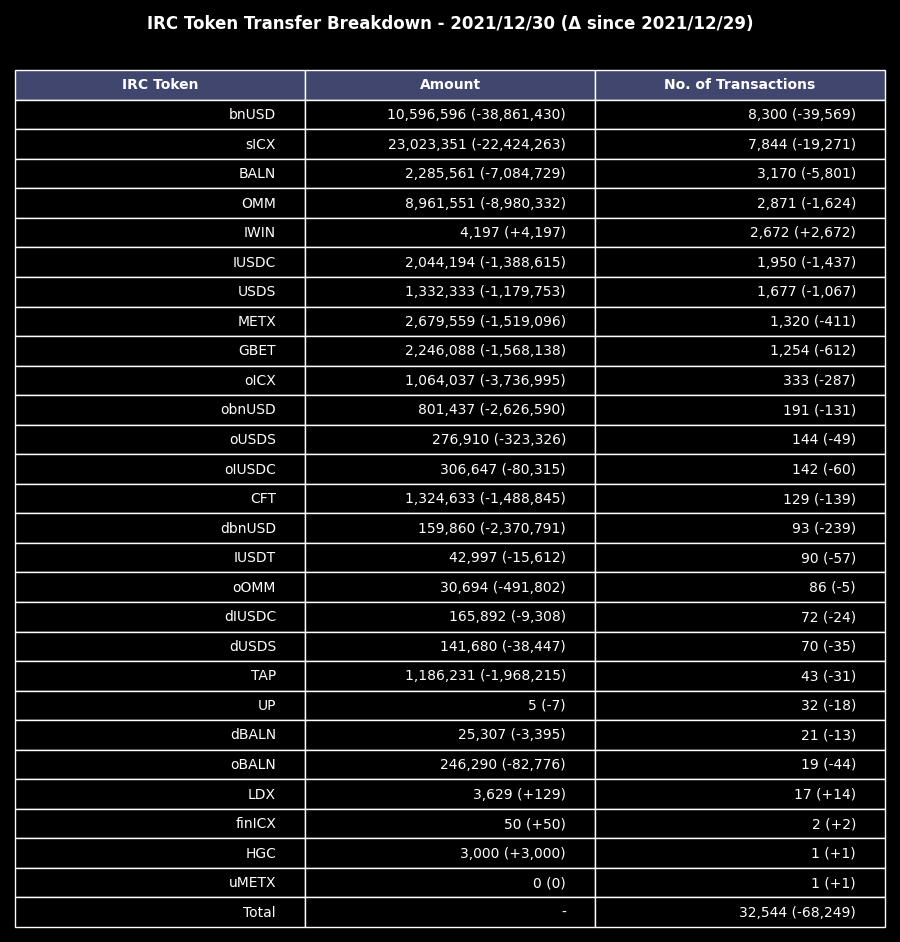 IRC Token Transfer Breakdown - 2021/12/30 (Δ since 2021/12/29)
IRC Token Amount No. of Transactions
bnUSD 10,596,596 (-38,861,430) 8,300 (-39,569)
sICX 23,023,351 (-22,424,263) 7,844 (-19,271)
BALN 2,285,561 (-7,084,729) 3,170 (-5,801)
OMM 8,961,551 (-8,980,332) 2,871 (-1,624)
IWIN 4,197 (+4,197) 2,672 (+2,672)
IUSDC 2,044,194 (-1,388,615) 1,950 (-1,437)
USDS 1,332,333 (-1,179,753) 1,677 (-1,067)
METX 2,679,559 (-1,519,096) 1,320 (-411)
GBET 2,246,088 (-1,568,138) 1,254 (-612)
oICX 1,064,037 (-3,736,995) 333 (-287)
obnUSD 801,437 (-2,626,590) 191 (-131)
oUSDS 276,910 (-323,326) 144 (-49)
oIUSDC 306,647 (-80,315) 142 (-60)
CFT 1,324,633 (-1,488,845) 129 (-139)
dbnUSD 159,860 (-2,370,791) 93 (-239)
IUSDT 42,997 (-15,612) 90 (-57)
oOMM 30,694 (-491,802) 86 (-5)
dIUSDC 165,892 (-9,308) 72 (-24)
dUSDS 141,680 (-38,447) 70 (-35)
TAP 1,186,231 (-1,968,215) 43 (-31)
UP 5 (-7) 32 (-18)
dBALN 25,307 (-3,395) 21 (-13)
oBALN 246,290 (-82,776) 19 (-44)
LDX 3,629 (+129) 17 (+14)
finICX 50 (+50) 2 (+2)
HGC 3,000 (+3,000) 1 (+1)
uMETX 0 (0) 1 (+1)
Total - 32,544 (-68,249)